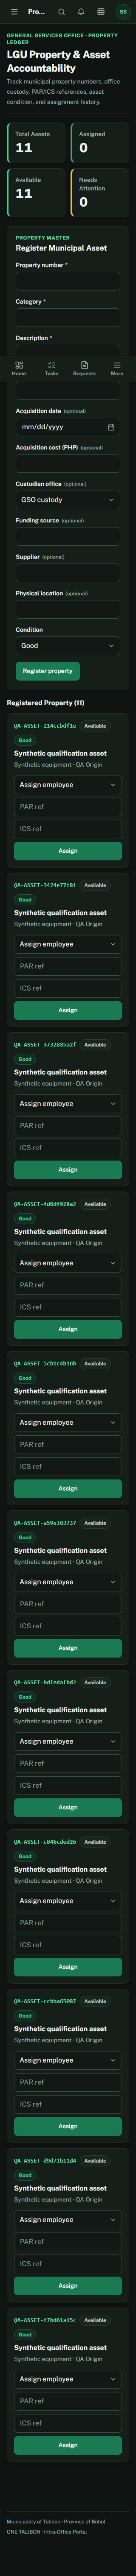 Pro...
SS
GENERAL SERVICES OFFICE · PROPERTY
LEDGER
LGU Property & Asset
Accountability
Track municipal property numbers, office
custody, PAR/ICS references, asset
condition, and assignment history.
Total Assets
11
Assigned
0
Available
11
Needs
Attention
0
PROPERTY MASTER
Register Municipal Asset
Property number *
Category *
Description *
Home
Tasks
Requests
More
Acquisition date (optional)
mm/dd/yyyy
Acquisition cost (PHP) (optional)
Custodian office (optional)
GSO custody
Funding source (optional)
Supplier (optional)
Physical location (optional)
Condition
Good
Register property
Registered Property (11)
QA-ASSET-214ccbdf1e Available
Good
Synthetic qualification asset
Synthetic equipment · QA Origin
Assign employee
PAR ref
ICS ref
Assign
QA-ASSET-3424e77f81 Available
Good
Synthetic qualification asset
Synthetic equipment · QA Origin
Assign employee
PAR ref
ICS ref
Assign
QA-ASSET-3732885a2f Available
Good
Synthetic qualification asset
Synthetic equipment · QA Origin
Assign employee
PAR ref
ICS ref
Assign
QA-ASSET-4d6df928a2 Available
Good
Synthetic qualification asset
Synthetic equipment · QA Origin
Assign employee
PAR ref
ICS ref
Assign
QA-ASSET-5cb1c4b16b Available
Good
Synthetic qualification asset
Synthetic equipment · QA Origin
Assign employee
PAR ref
ICS ref
Assign
QA-ASSET-a59e303737 Available
Good
Synthetic qualification asset
Synthetic equipment · QA Origin
Assign employee
PAR ref
ICS ref
Assign
QA-ASSET-bdfedafbd2 Available
Good
Synthetic qualification asset
Synthetic equipment · QA Origin
Assign employee
PAR ref
ICS ref
Assign
QA-ASSET-c846cded26 Available
Good
Synthetic qualification asset
Synthetic equipment · QA Origin
Assign employee
PAR ref
ICS ref
Assign
QA-ASSET-ccbba65087 Available
Good
Synthetic qualification asset
Synthetic equipment · QA Origin
Assign employee
PAR ref
ICS ref
Assign
QA-ASSET-d9d71b11d4 Available
Good
Synthetic qualification asset
Synthetic equipment · QA Origin
Assign employee
PAR ref
ICS ref
Assign
QA-ASSET-f7bd61a15c Available
Good
Synthetic qualification asset
Synthetic equipment · QA Origin
Assign employee
PAR ref
ICS ref
Assign
Municipality of Talibon · Province of Bohol
ONE TALIBON · Intra-Office Portal